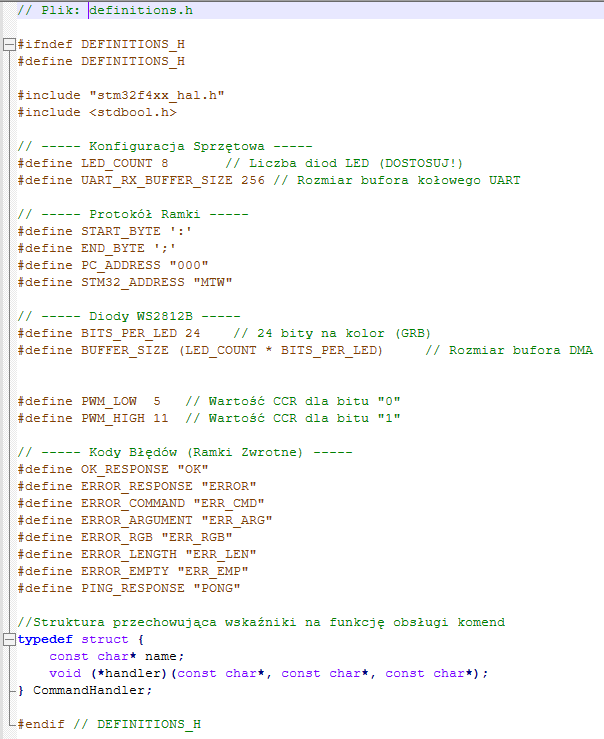 // Plik: definitions.h
#ifndef DEFINITIONS_H
#define DEFINITIONS_H
#include "stm32f4xx_hal.h"
#include <stdbool.h>
// ----- Konfiguracja Sprzętowa -----
#define LED_COUNT 8       // Liczba diod LED (DOSTOSUJ!)
#define UART_RX_BUFFER_SIZE 256 // Rozmiar bufora kołowego UART
// ----- Protokół Ramki -----
#define START_BYTE ':'
#define END_BYTE ';'
#define PC_ADDRESS "000"
#define STM32_ADDRESS "MTW"
// ----- Diody WS2812B -----
#define BITS_PER_LED 24    // 24 bity na kolor (GRB)
#define BUFFER_SIZE (LED_COUNT * BITS_PER_LED)     // Rozmiar bufora DMA
#define PWM_LOW  5   // Wartość CCR dla bitu "0"
#define PWM_HIGH 11  // Wartość CCR dla bitu "1"
// ----- Kody Błędów (Ramki Zwrotne) -----
#define OK_RESPONSE "OK"
#define ERROR_RESPONSE "ERROR"
#define ERROR_COMMAND "ERR_CMD"
#define ERROR_ARGUMENT "ERR_ARG"
#define ERROR_RGB "ERR_RGB"
#define ERROR_LENGTH "ERR_LEN"
#define ERROR_EMPTY "ERR_EMP"
#define PING_RESPONSE "PONG"
//Struktura przechowująca wskaźniki na funkcję obsługi komend
typedef struct {
    const char* name;
    void (*handler)(const char*, const char*, const char*);
} CommandHandler;
#endif // DEFINITIONS_H